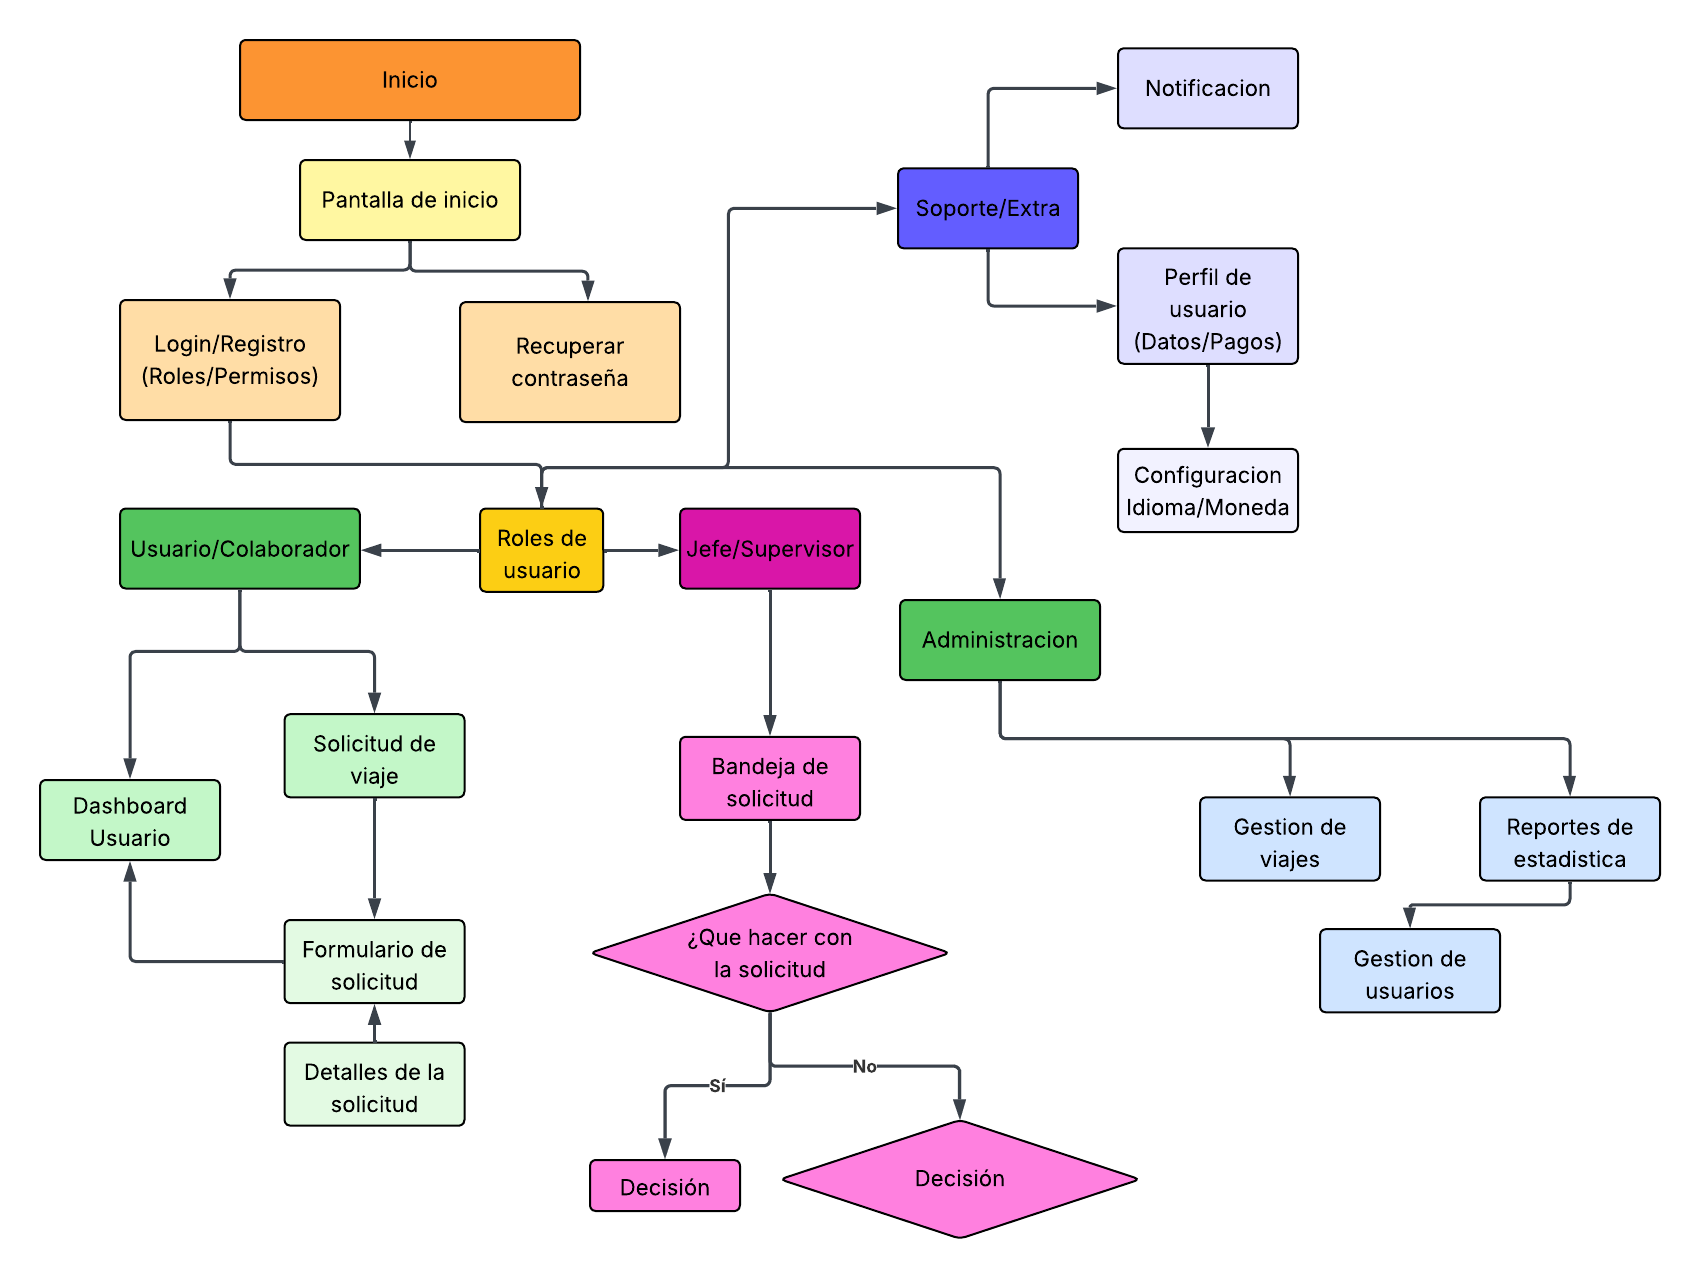 Inicio
Pantalla de inicio
Login/Registro
(Roles/Permisos)
Recuperar
contraseña
Notificacion
Soporte/Extra
Perfil de
usuario
(Datos/Pagos)
Configuracion
Idioma/Moneda
Usuario/Colaborador
Roles de
usuario
Jefe/Supervisor
Administracion
Solicitud de
viaje
Dashboard
Usuario
Formulario de
solicitud
Detalles de la
solicitud
Bandeja de
solicitud
¿Que hacer con
la solicitud
Sí
No
Decisión
Decisión
Gestion de
viajes
Reportes de
estadistica
Gestion de
usuarios